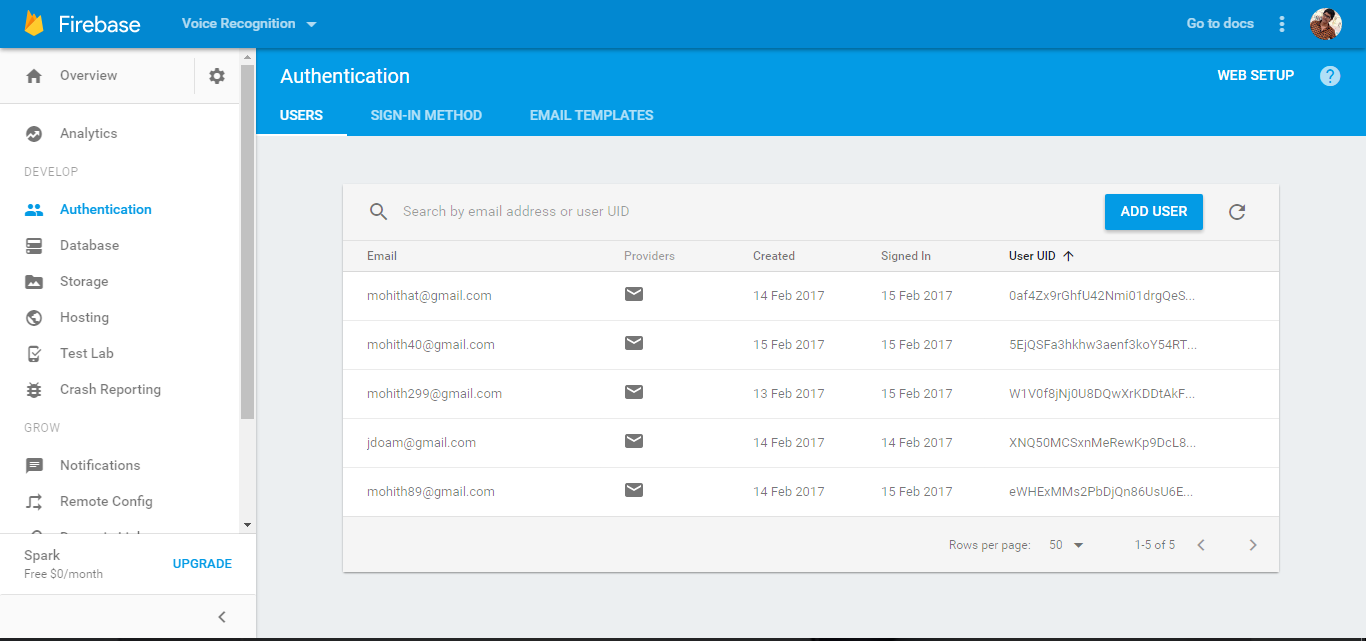 Firebase
Voice Recognition
Go to docs
Overview
Analytics
DEVELOP
Authentication
Database
Storage
Hosting
Test Lab
Crash Reporting
GROW
Notifications
Remote Config
Spark
Free $0/month
UPGRADE
Authentication
WEB SETUP
?
USERS SIGN-IN METHOD EMAIL TEMPLATES
Search by email address or user UID
ADD USER
Email Providers Created Signed In User UID
mohithat@gmail.com 14 Feb 2017 15 Feb 2017 0af4Zx9rGhfU42Nmi01drgQeS...
mohith40@gmail.com 15 Feb 2017 15 Feb 2017 5EjQSFa3hkhw3aenf3koY54RT...
mohith299@gmail.com 13 Feb 2017 15 Feb 2017 W1V0f8jNj0U8DQwXrKDDtAkF...
jdoam@gmail.com 14 Feb 2017 14 Feb 2017 XNQ50MCSxnMeRewKp9DcL8...
mohith89@gmail.com 14 Feb 2017 15 Feb 2017 eWHExMMs2PbDjQn86UsU6E...
Rows per page: 50 1-5 of 5